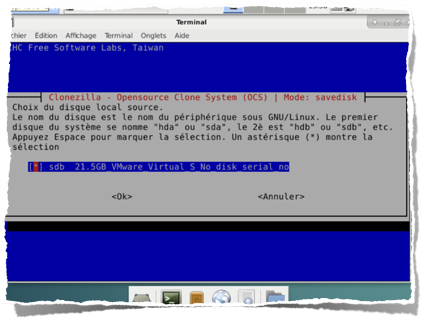 Terminal
chier Édition Affichage Terminal Onglets Aide
HC Free Software Labs, Taiwan
Clonezilla - Opensource Clone System (OCS) | Mode: savedisk
Choix du disque local source.
Le nom du disque est le nom du périphérique sous GNU/Linux. Le premier
disque du système se nomme "hda" ou "sda", le 2è est "hdb" ou "sdb", etc.
Appuyez Espace pour marquer la sélection. Un astérisque (*) montre la
sélection
[*] sdb 21.5GB_VMware_Virtual_S_No_disk_serial_no
<Ok> <Annuler>